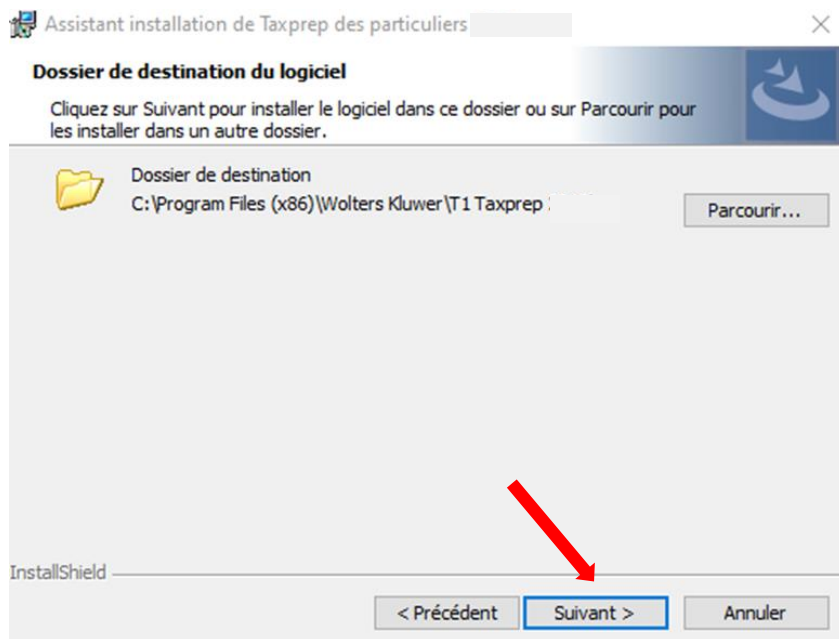 Assistant installation de Taxprep des particuliers
Dossier de destination du logiciel
Cliquez sur Suivant pour installer le logiciel dans ce dossier ou sur Parcourir pour
les installer dans un autre dossier.
Dossier de destination
C:\Program Files (x86)\Wolters Kluwer\T1 Taxprep
Parcourir...
InstallShield
< Précédent
Suivant >
Annuler